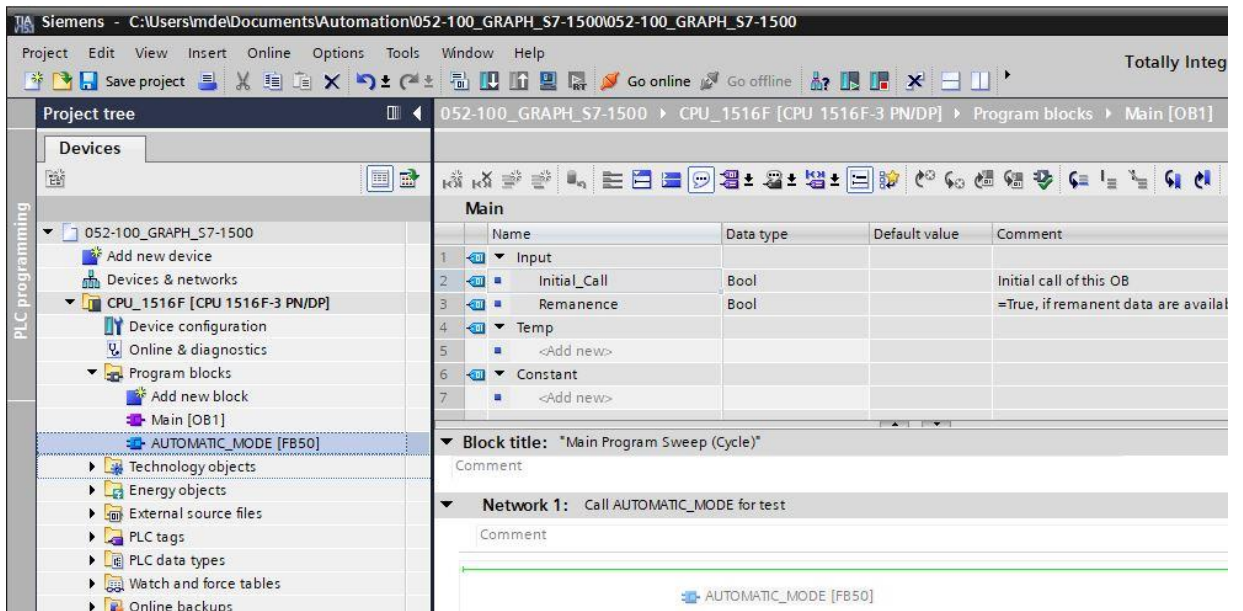 Siemens - C:\Users\mde\Documents\Automation\052-100_GRAPH_S7-1500\052-100_GRAPH_S7-1500
Project Edit View Insert Online Options Tools Window Help
Totally Integ
Save project Go online Go offline
Project tree
052-100_GRAPH_S7-1500 CPU_1516F [CPU 1516F-3 PN/DP] Program blocks Main [OB1]
Devices
PLC programming
052-100_GRAPH_S7-1500
Add new device
Devices & networks
CPU_1516F [CPU 1516F-3 PN/DP]
Device configuration
Online & diagnostics
Program blocks
Add new block
Main [OB1]
AUTOMATIC_MODE [FB50]
Technology objects
Energy objects
External source files
PLC tags
PLC data types
Watch and force tables
Online backups
Main
Name Data type Default value Comment
1 Input
2 Initial_Call Bool Initial call of this OB
3 Remanence Bool =True, if remanent data are availab
4 Temp
5 <Add new>
6 Constant
7 <Add new>
Block title: "Main Program Sweep (Cycle)"
Comment
Network 1: Call AUTOMATIC_MODE for test
Comment
AUTOMATIC_MODE [FB50]